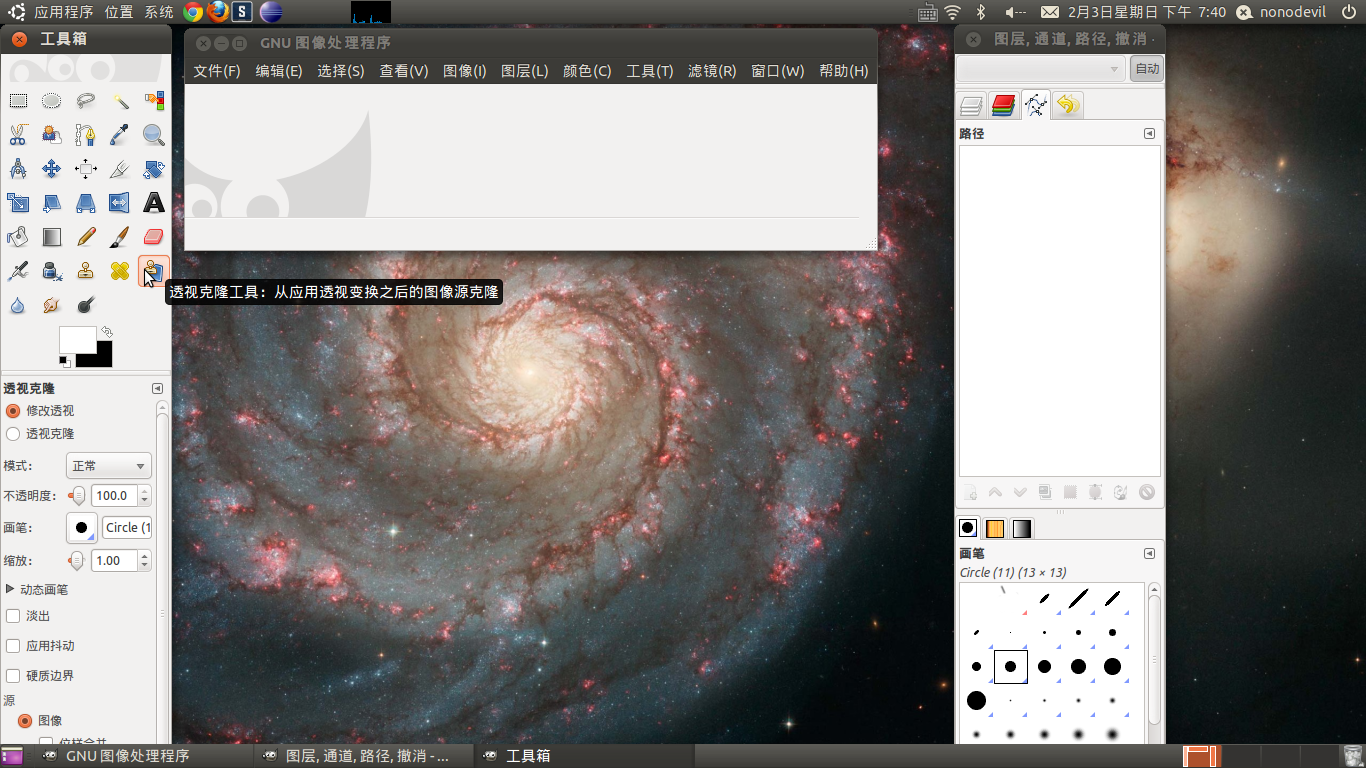 应用程序 位置 系统
2月3日星期日 下午 7:40 nonodevil
工具箱
GNU 图像处理程序
文件(F) 编辑(E) 选择(S) 查看(V) 图像(I) 图层(L) 颜色(C) 工具(T) 滤镜(R) 窗口(W) 帮助(H)
透视克隆工具：从应用透视变换之后的图像源克隆
透视克隆
修改透视
透视克隆
模式:
正常
不透明度:
100.0
画笔:
Circle (1
缩放:
1.00
动态画笔
淡出
应用抖动
硬质边界
源
图像
图层, 通道, 路径, 撤消 -
自动
路径
画笔
Circle (11) (13 × 13)
GNU 图像处理程序
图层, 通道, 路径, 撤消 - ...
工具箱